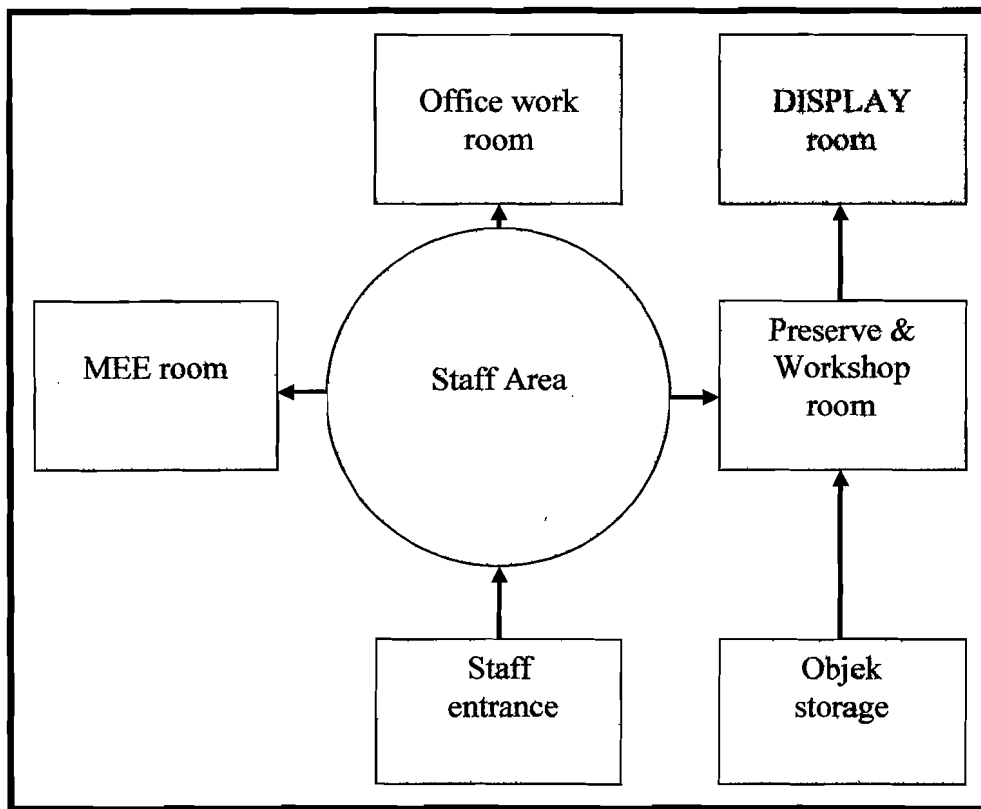 Office work
room
DISPLAY
room
MEE room
Staff Area
Preserve &
Workshop
room
Staff
entrance
Objek
storage